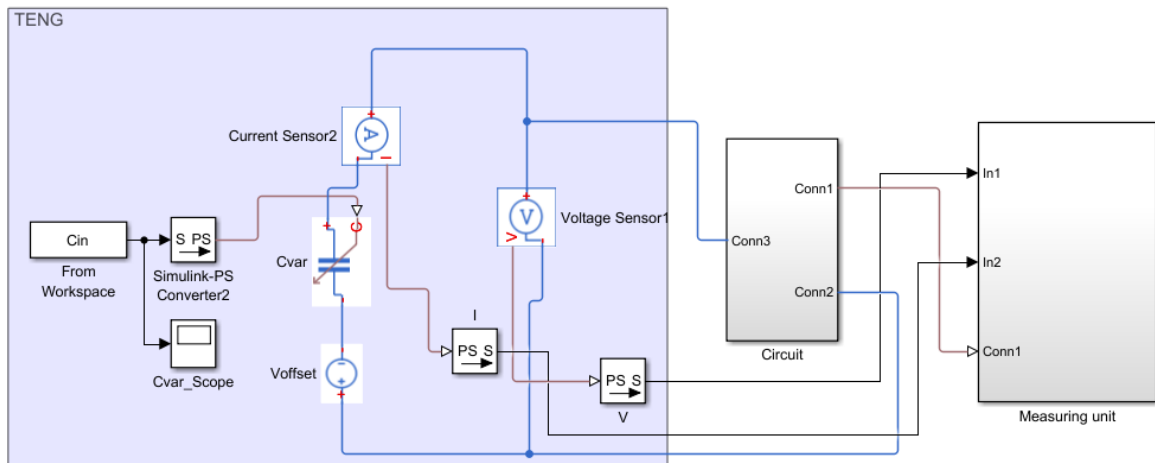 TENG
Current Sensor2
+
A
-
I
+
V
V
-
Voltage Sensor1
Cin
From
Workspace
S PS
Simulink-PS
Converter2
Cvar_Scope
+
C
Cvar
-
Voffset
-
-
+
+
I
PS S
PS S
V
Conn1
Conn3
Conn2
Circuit
In1
In2
Conn1
Measuring unit